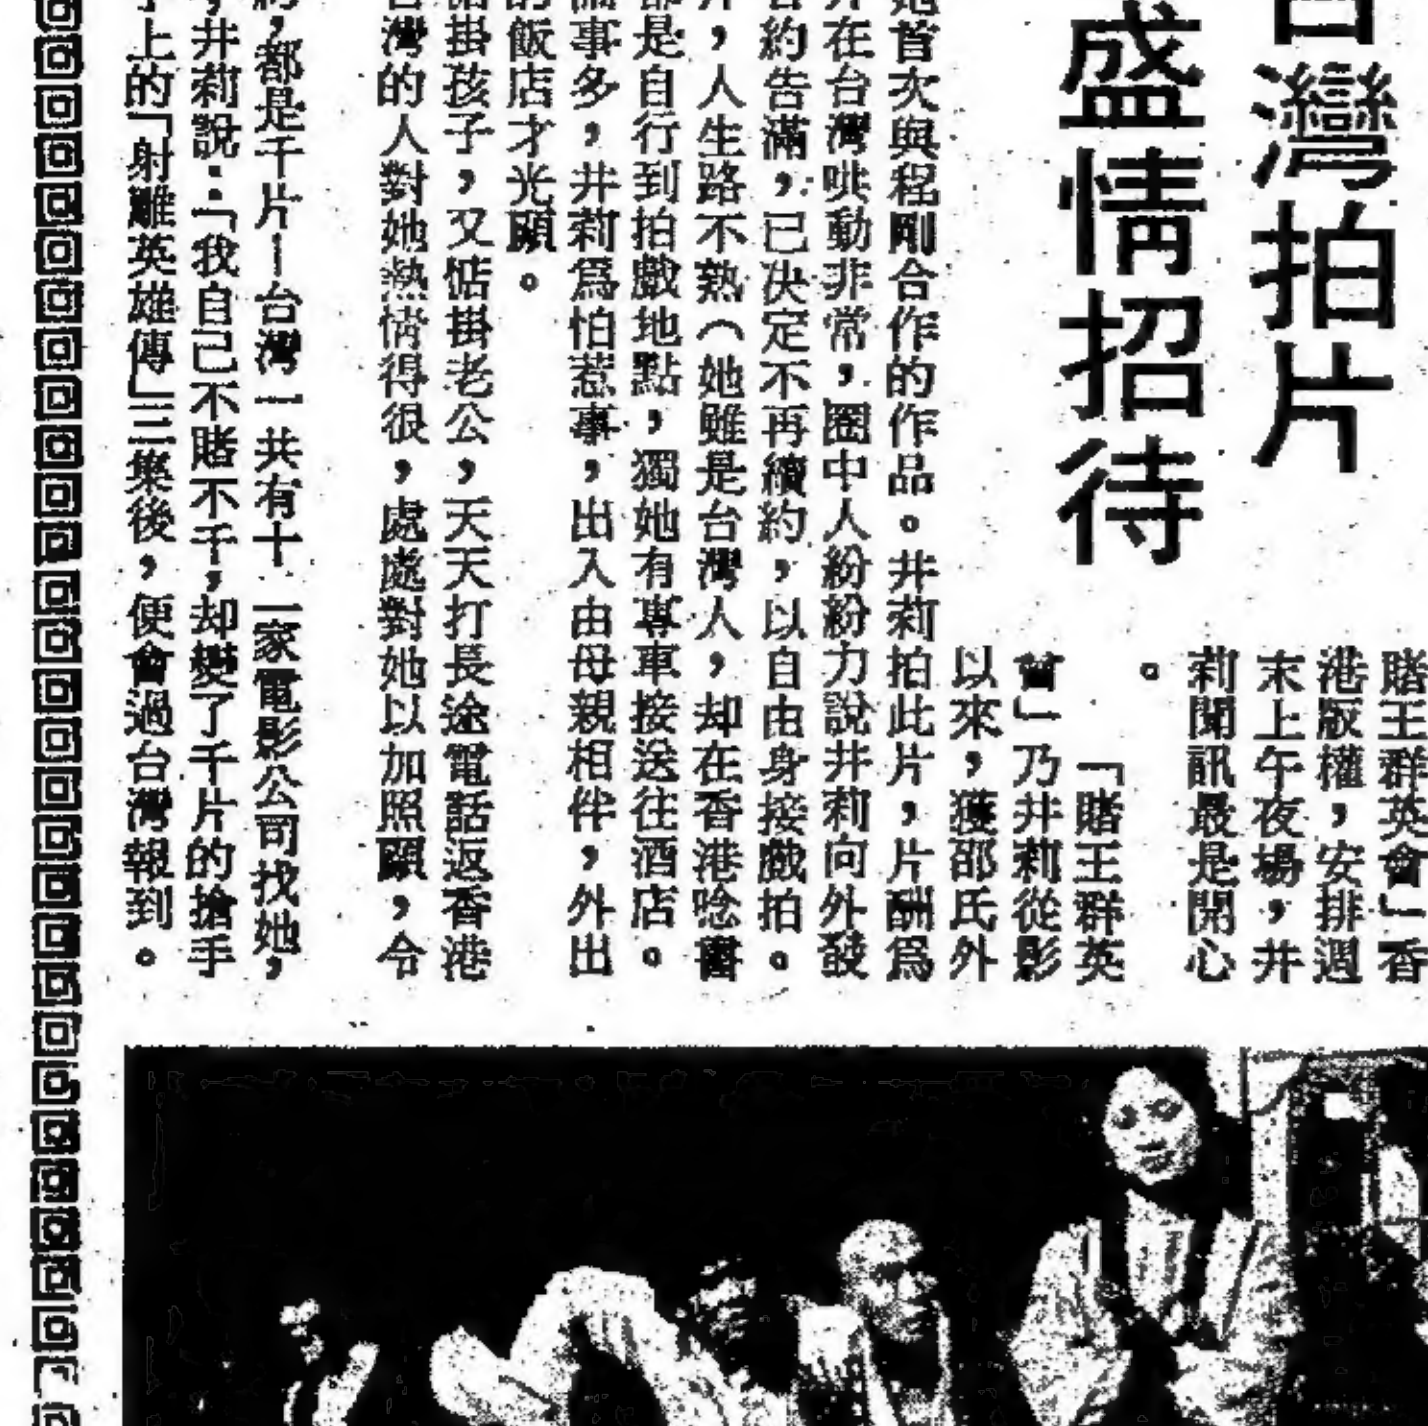 台灣拍片
盛情招待
賭王群英會」香
港版權，安排週
末上午夜場，井
莉聞訊最是開心
。
「賭王群英
會」乃井莉從影
以來，獲邵氏外
首次與程剛合作的作品。井莉拍此片，片酬爲
在台灣哄動非常，圈中人紛紛力說井莉向外發
約告滿，已决定不再續約，以自由身接戲拍。
，人生路不熟（她雖是台灣人，却在香港唸書
都是自行到拍戲地點，獨她有專車接送往酒店。
事多，井莉爲怕惹事，出入由母親相伴，外出
的飯店才光顧。
惦掛孩子，又惦掛老公，天天打長途電話返香港
台灣的人對她熱情得很，處處對她以加照顧，令
，都是千片—台灣一共有十一家電影公司找她，
，井莉說：「我自己不賭不千，却變了千片的搶手
上的「射鵰英雄傳」三集後，便會過台灣報到。